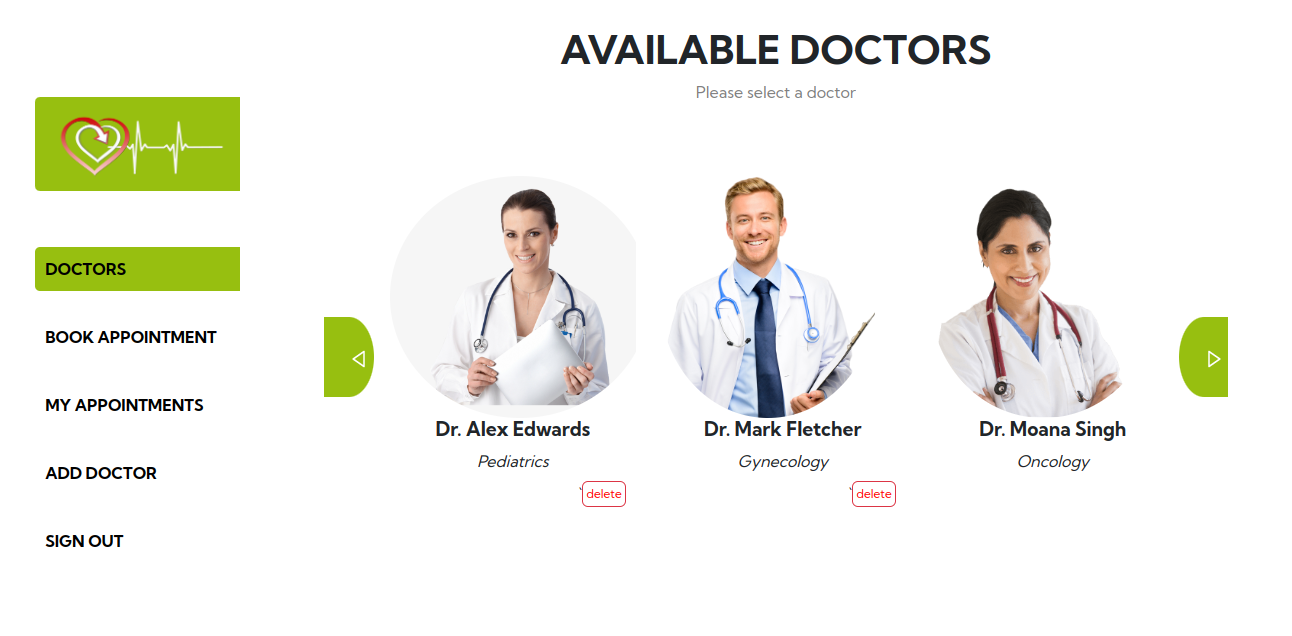 AVAILABLE DOCTORS
Please select a doctor
DOCTORS
BOOK APPOINTMENT
MY APPOINTMENTS
ADD DOCTOR
SIGN OUT
Dr. Alex Edwards
Pediatrics
`delete
Dr. Mark Fletcher
Gynecology
`delete
Dr. Moana Singh
Oncology